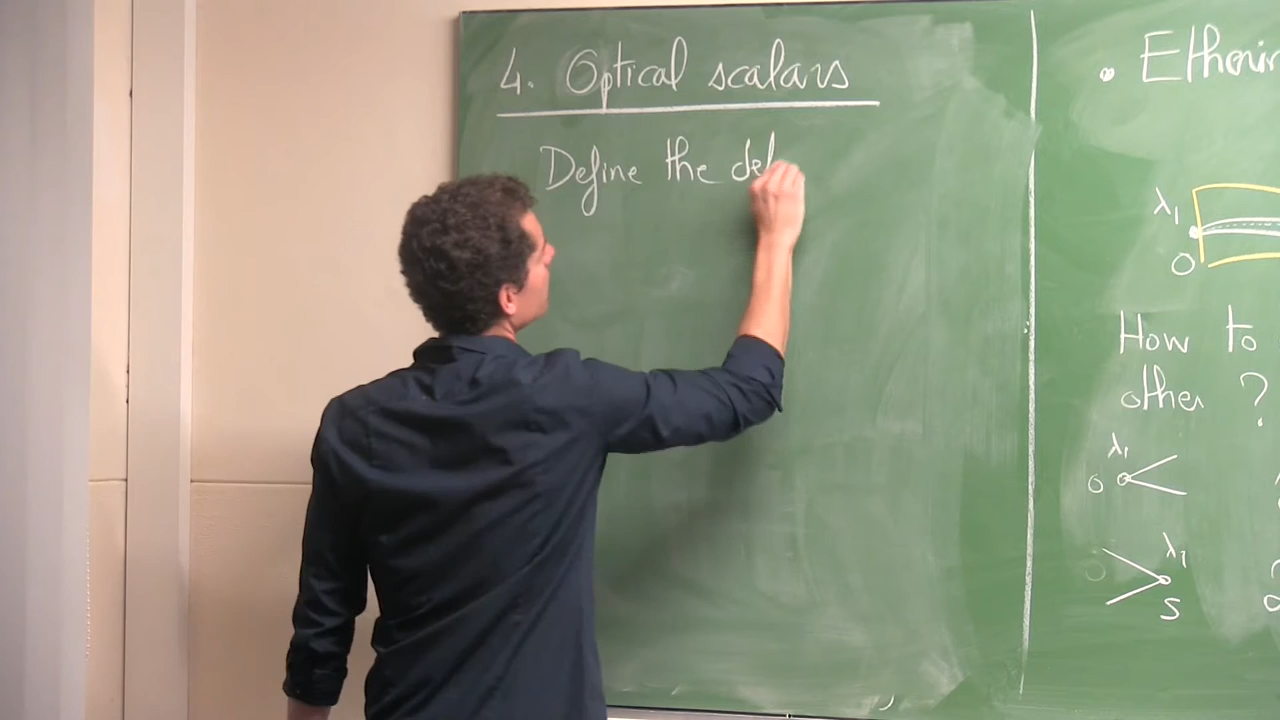 4. Optical scalars
Define the def
• Etherin
λ₁
O
How to
other ?
λ₁
O
O
λ₁
S